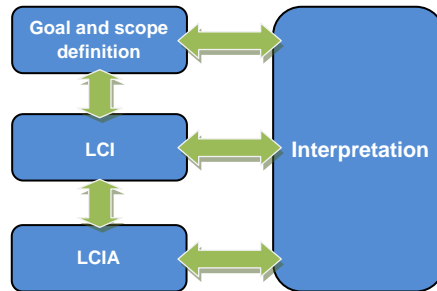 Goal and scope
definition
LCI
Interpretation
LCIA